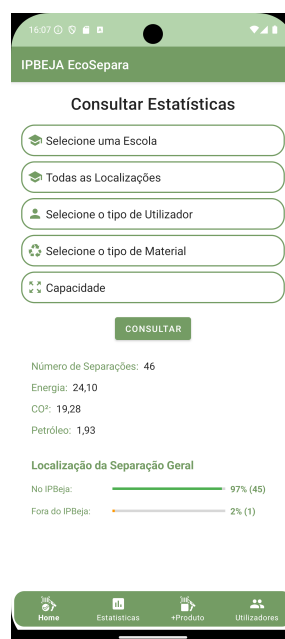 16:07
IPBEJA EcoSepara
Consultar Estatísticas
Selecione uma Escola
Todas as Localizações
Selecione o tipo de Utilizador
Selecione o tipo de Material
Capacidade
CONSULTAR
Número de Separações: 46
Energia: 24,10
CO²: 19,28
Petróleo: 1,93
Localização da Separação Geral
No IPBeja: 97% (45)
Fora do IPBeja: 2% (1)
Home Estatísticas +Produto Utilizadores